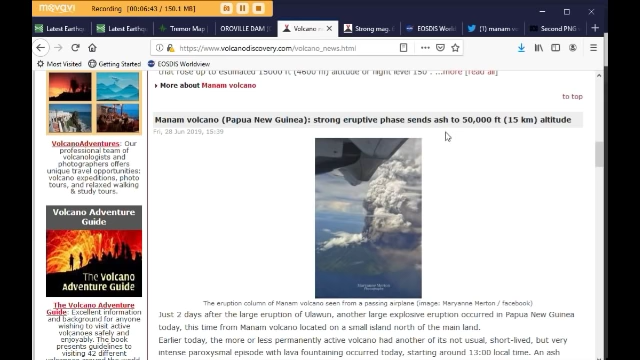 movavi Recording (00:06:43 / 150.1 MB)
Latest Earthq
Latest Earthq
Tremor Map |
OROVILLE DAM [
Volcano
Strong mag.
EOSDIS Worldvi
(1) manam vo
Second PNG
https://www.volcanodiscovery.com/volcano_news.html
Most Visited Getting Started EOSDIS Worldview
that rose up to estimated 15000 ft (4600 m) altitude or flight level 150 . ...more [read all]
More about Manam volcano
to top
Manam volcano (Papua New Guinea): strong eruptive phase sends ash to 50,000 ft (15 km) altitude
Fri, 28 Jun 2019, 15:39
VolcanoAdventures: Our
professional team of
volcanologists and
photographers offers
unique travel opportunities:
volcano expeditions, photo
tours, and relaxed walking
& study tours.
Volcano Adventure
Guide
The Volcano
Adventure Guide
The Volcano Adventure
Guide: Excellent information
and background for anyone
wishing to visit active
volcanoes safely and
enjoyably. The book
presents guidelines to
visiting 42 different
volcanoes around the
The eruption column of Manam volcano seen from a passing airplane (image: Maryanne Merton / facebook)
Just 2 days after the large eruption of Ulawun, another large explosive eruption occurred in Papua New Guinea
today, this time from Manam volcano located on a small island north of the main land.
Earlier today, the more or less permanently active volcano had another of its not usual, short-lived, but very
intense paroxysmal episode with lava fountaining occurred today, starting around 13:00 local time. An ash